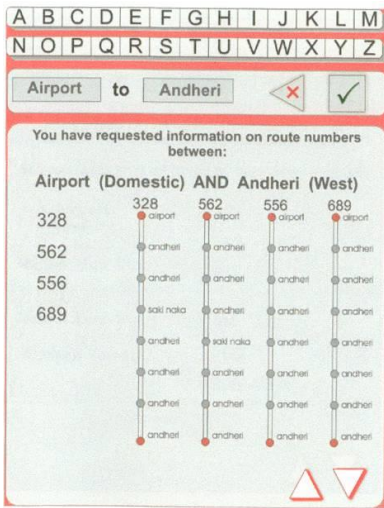 A B C D E F G H I J K L M
N O P Q R S T U V W X Y Z
Airport to Andheri
You have requested information on route numbers
between:
Airport (Domestic) AND Andheri (West)
328
562
556
689
328 562 556 689
airport airport airport airport
andheri andheri andheri andheri
andheri andheri andheri andheri
saki naka andheri andheri andheri
andheri saki naka andheri andheri
andheri andheri andheri andheri
andheri andheri andheri andheri
andheri andheri andheri andheri